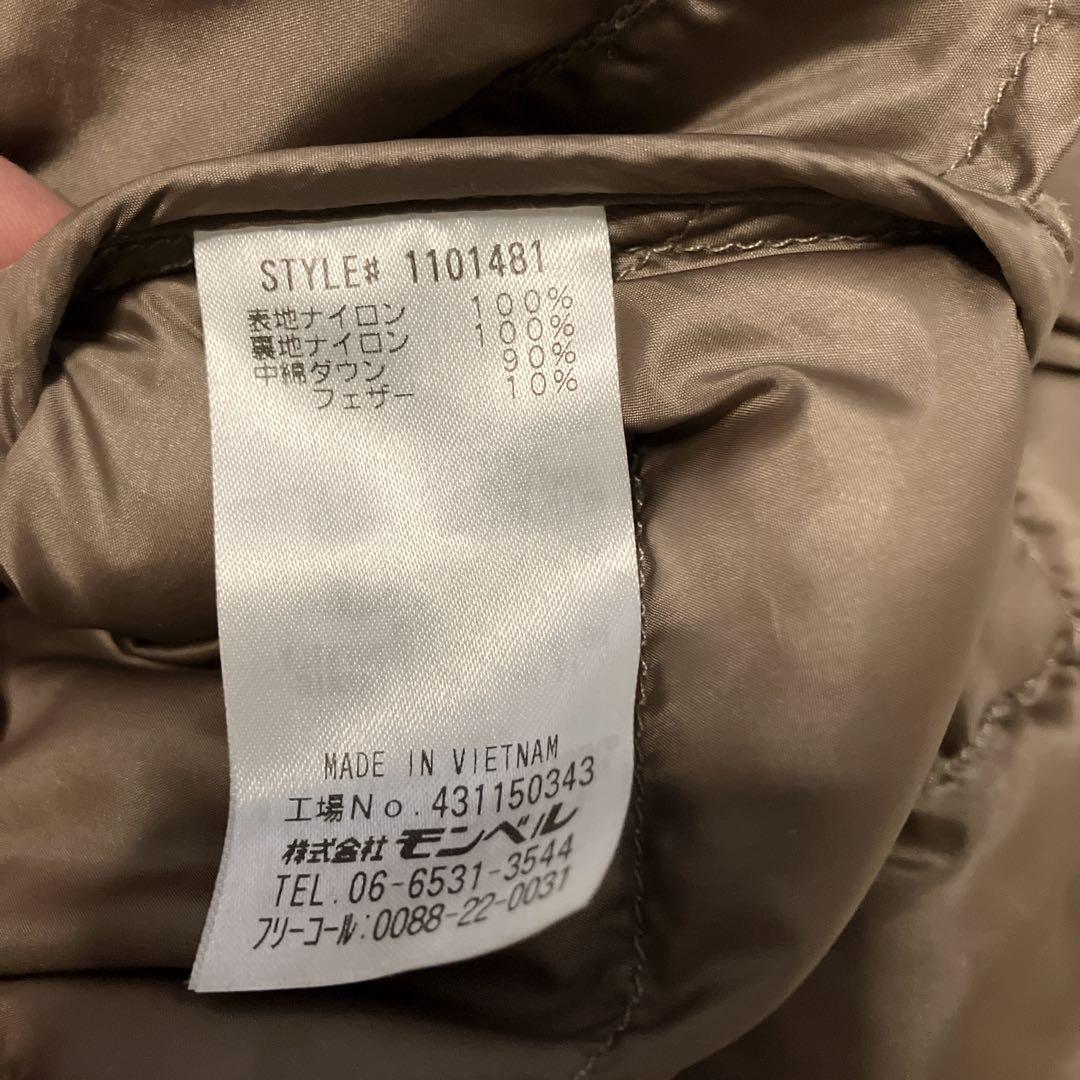 STYLE# 1101481
表地ナイロン 100%
裏地ナイロン 100%
中綿ダウン 90%
フェザー 10%
MADE IN VIETNAM
工場No.431150343
株式会社モンベル
TEL.06-6531-3544
フリーコール:0088-22-0031